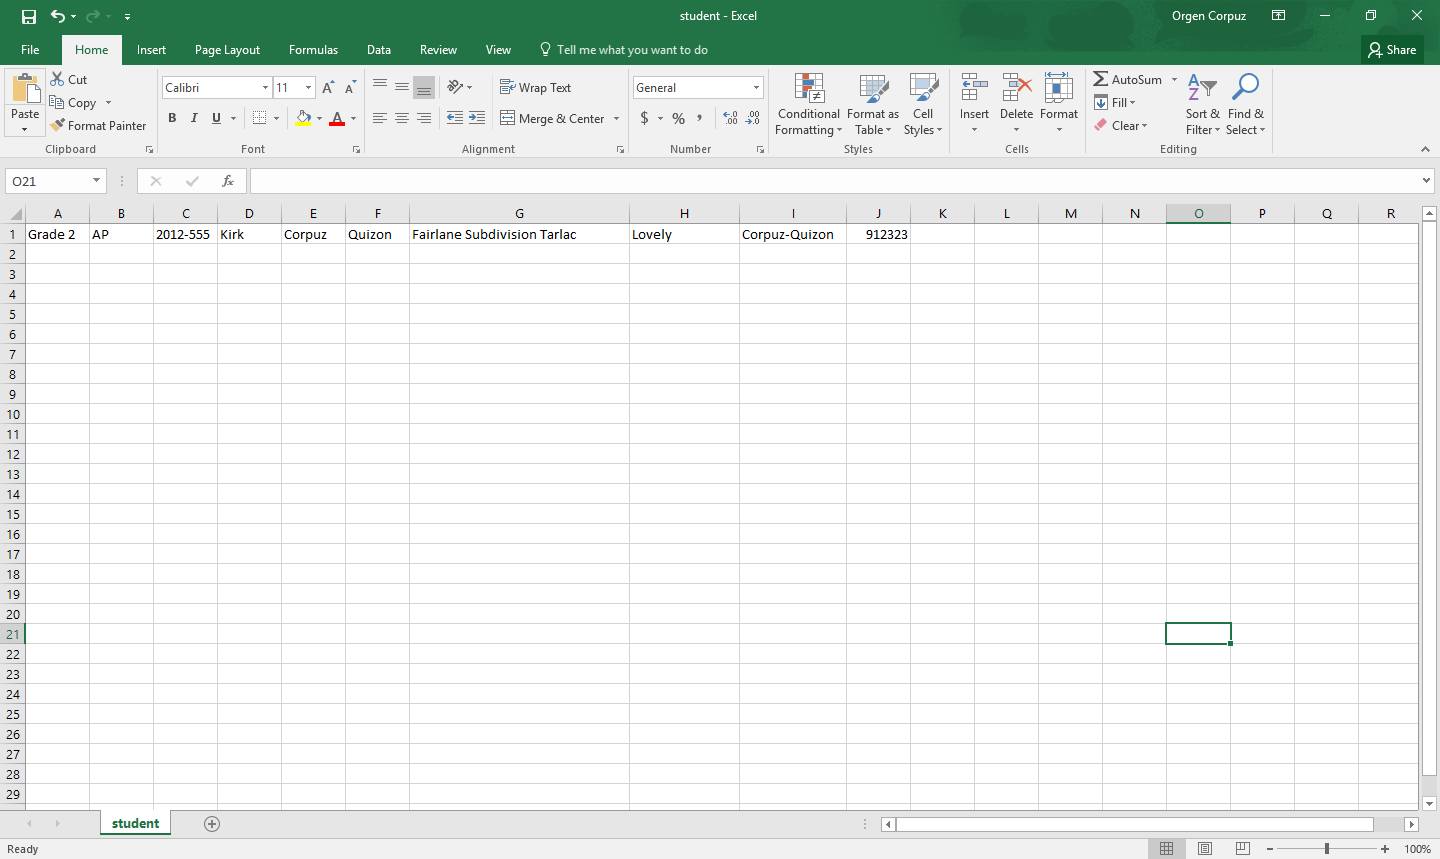 student - Excel
Orgen Corpuz
File Home Insert Page Layout Formulas Data Review View Tell me what you want to do Share
Paste
Cut
Copy
Format Painter
Clipboard
Calibri 11
A A
B I U A
Font
Wrap Text
Merge & Center
Alignment
General
$ % ,
.0 .00
.00 .0
Number
Conditional Formatting
Format as Table
Cell Styles
Styles
Insert Delete Format
Cells
AutoSum
Fill
Clear
Sort & Filter
Find & Select
Editing
O21 fx
A B C D E F G H I J K L M N O P Q R
1 Grade 2 AP 2012-555 Kirk Corpuz Quizon Fairlane Subdivision Tarlac Lovely Corpuz-Quizon 912323
2
3
4
5
6
7
8
9
10
11
12
13
14
15
16
17
18
19
20
21
22
23
24
25
26
27
28
29
student
Ready 100%